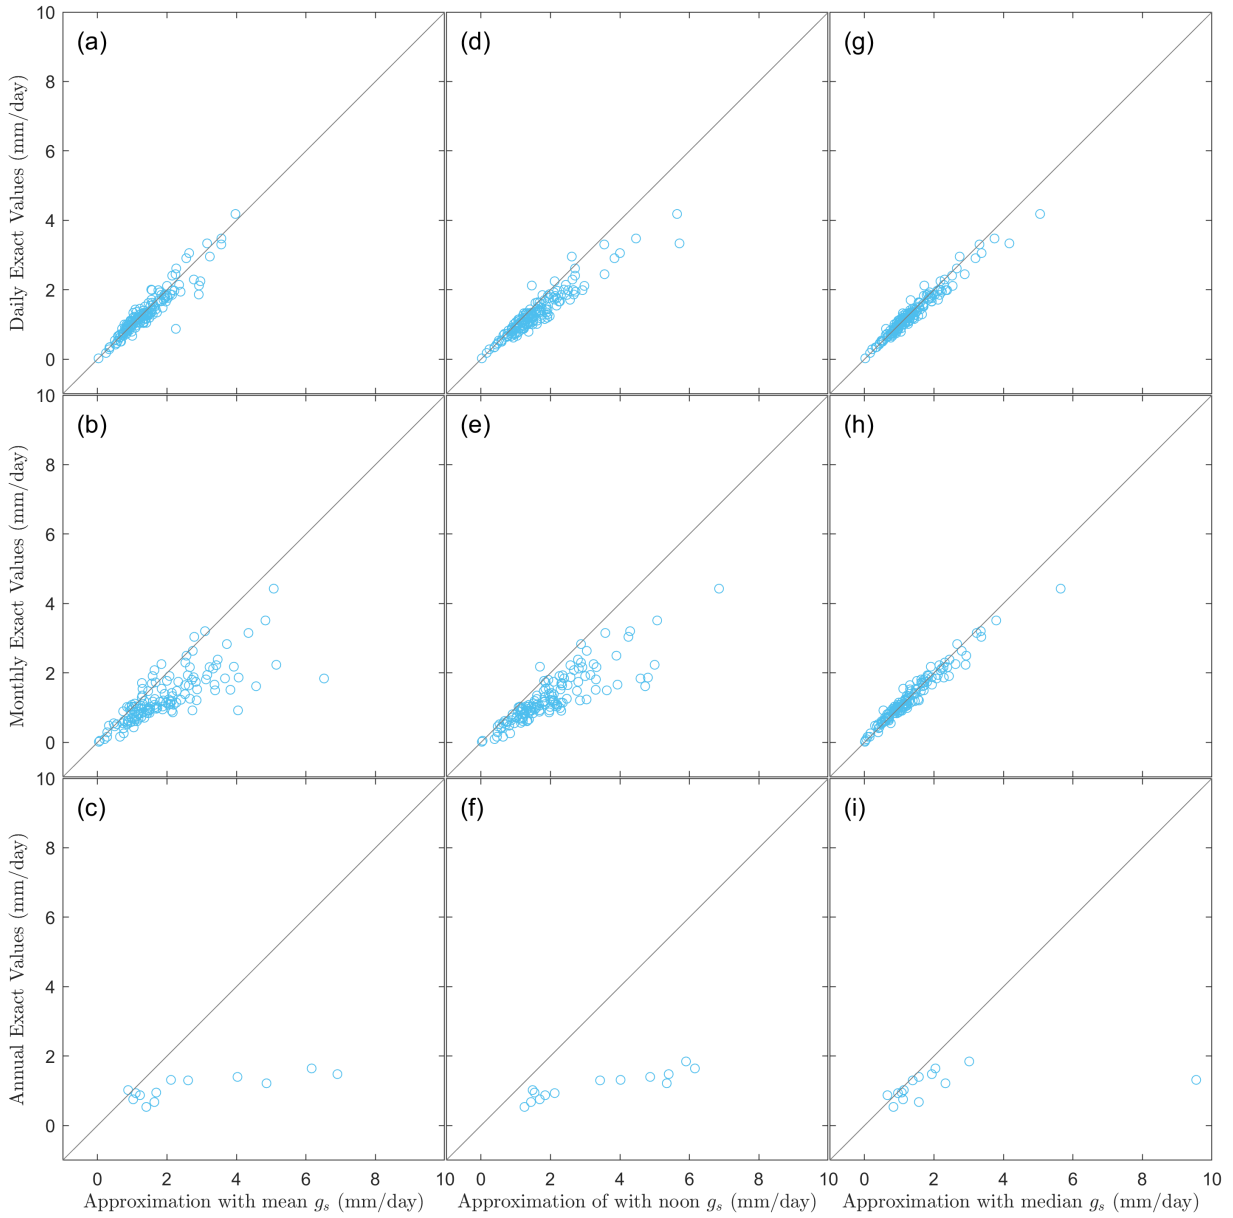 10
(a)
(d)
(g)
8
6
4
2
0
Daily Exact Values (mm/day)
10
(b)
(e)
(h)
8
6
4
2
0
Monthly Exact Values (mm/day)
10
(c)
(f)
(i)
8
6
4
2
0
Annual Exact Values (mm/day)
0 2 4 6 8 10 0 2 4 6 8 10 0 2 4 6 8 10
Approximation with mean gs (mm/day)
Approximation of with noon gs (mm/day)
Approximation with median gs (mm/day)